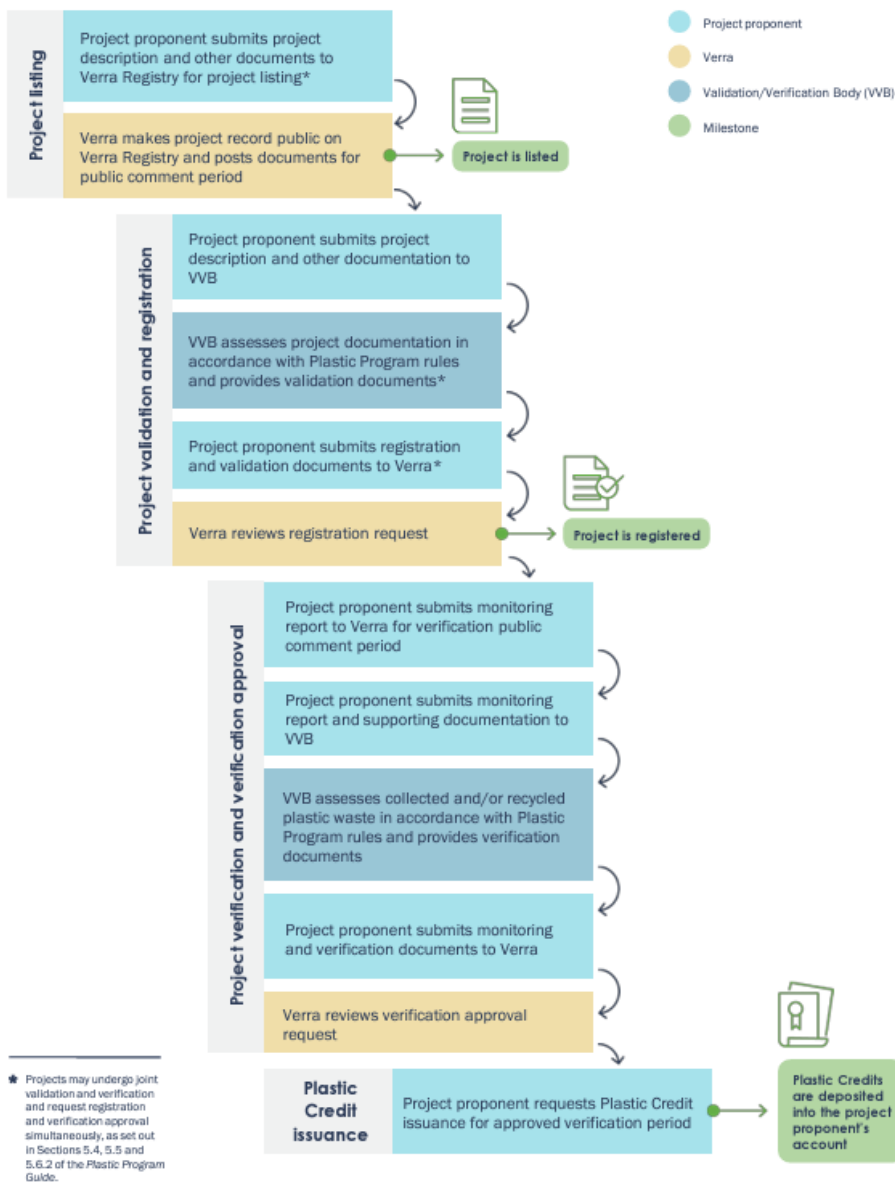 Project proponent
Verra
Validation/Verification Body (VVB)
Milestone
Project listing
Project proponent submits project
description and other documents to
Verra Registry for project listing*
Verra makes project record public on
Verra Registry and posts documents for
public comment period
Project is listed
Project validation and registration
Project proponent submits project
description and other documentation to
VVB
VVB assesses project documentation in
accordance with Plastic Program rules
and provides validation documents*
Project proponent submits registration
and validation documents to Verra*
Verra reviews registration request
Project is registered
Project verification and verification approval
Project proponent submits monitoring
report to Verra for verification public
comment period
Project proponent submits monitoring
report and supporting documentation to
VVB
VVB assesses collected and/or recycled
plastic waste in accordance with Plastic
Program rules and provides verification
documents
Project proponent submits monitoring
and verification documents to Verra
Verra reviews verification approval
request
Plastic
Credit
issuance
Project proponent requests Plastic Credit
issuance for approved verification period
Plastic Credits
are deposited
into the project
proponent's
account
* Projects may undergo joint
validation and verification
and request registration
and verification approval
simultaneously, as set out
in Sections 5.4, 5.5 and
5.6.2 of the Plastic Program
Guide.